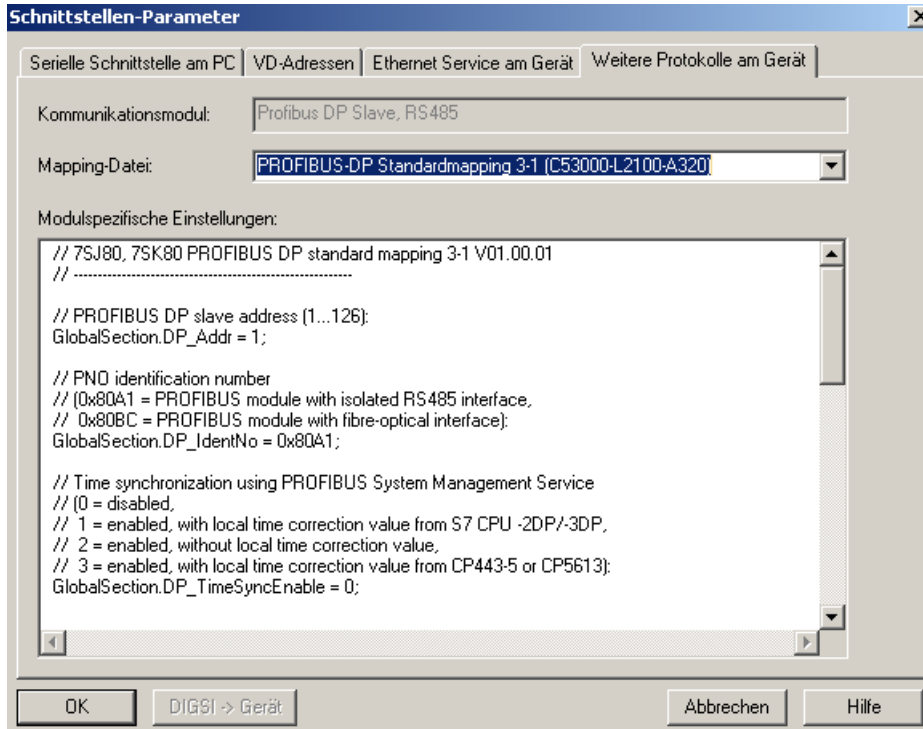 Schnittstellen-Parameter
Serielle Schnittstelle am PC VD-Adressen Ethernet Service am Gerät Weitere Protokolle am Gerät
Kommunikationsmodul: Profibus DP Slave, RS485
Mapping-Datei: PROFIBUS-DP Standardmapping 3-1 (C53000-L2100-A320)
Modulspezifische Einstellungen:
// 7SJ80, 7SK80 PROFIBUS DP standard mapping 3-1 V01.00.01
// ----------------------------------------------------------
// PROFIBUS DP slave address (1...126):
GlobalSection.DP_Addr = 1;
// PNO identification number
// (0x80A1 = PROFIBUS module with isolated RS485 interface,
//  0x80BC = PROFIBUS module with fibre-optical interface):
GlobalSection.DP_IdentNo = 0x80A1;
// Time synchronization using PROFIBUS System Management Service
// (0 = disabled,
//  1 = enabled, with local time correction value from S7 CPU -2DP/-3DP,
//  2 = enabled, without local time correction value,
//  3 = enabled, with local time correction value from CP443-5 or CP5613):
GlobalSection.DP_TimeSyncEnable = 0;
OK DIGSI -> Gerät Abbrechen Hilfe